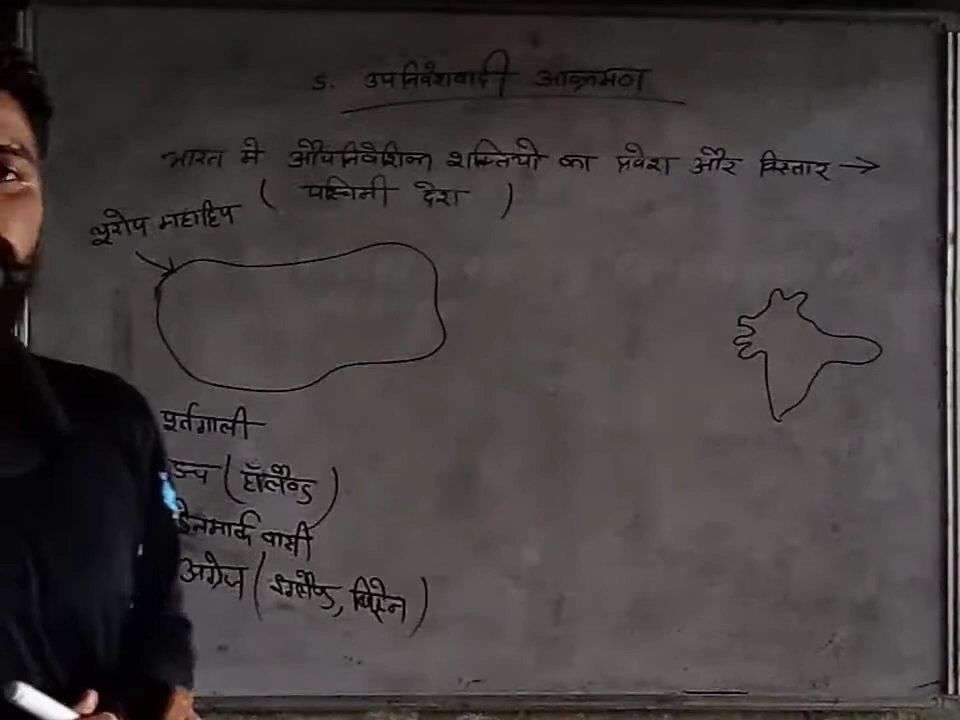 5. उपनिवेशवादी आक्रमण
भारत मे औपनिवेशिक शक्तियो का प्रवेश और विस्तार →
( पश्चिमी देश )
यूरोप महाद्विप
पुर्तगाली
डच (हॉलैण्ड)
डेनमार्क वासी
अंग्रेज (इंग्लैण्ड, ब्रिटेन)